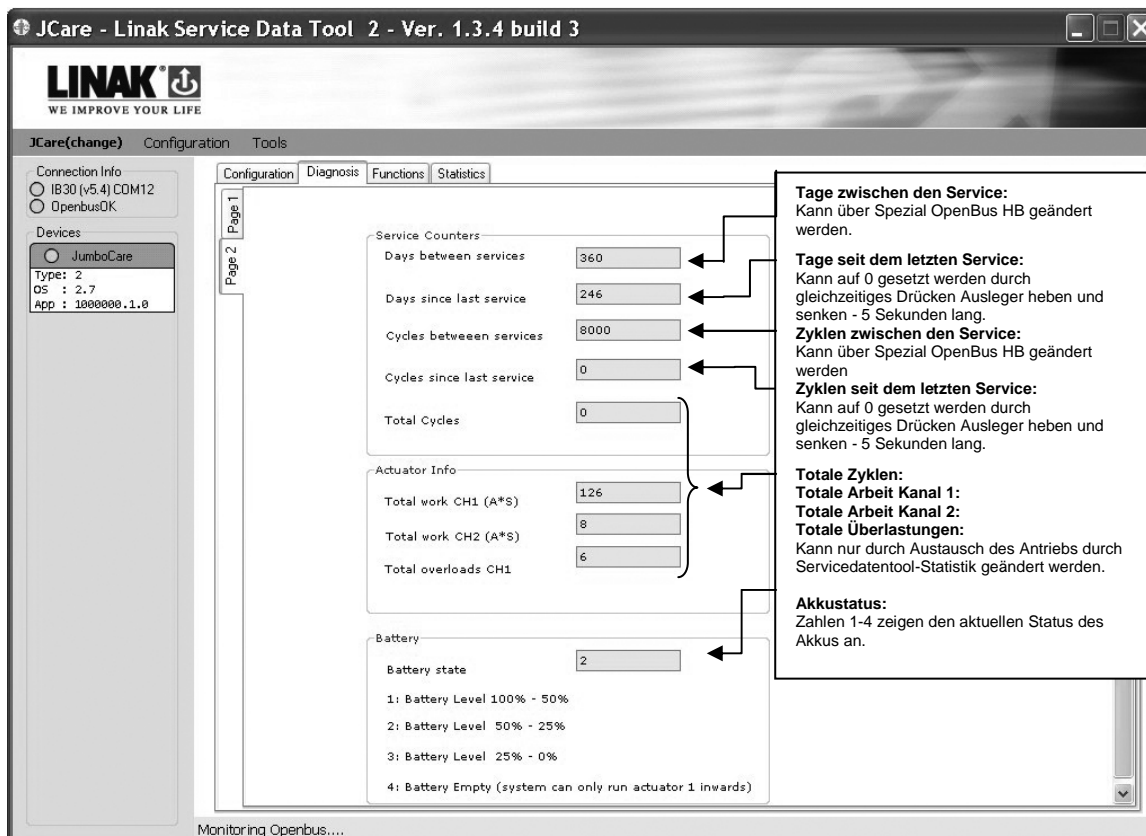 JCare - Linak Service Data Tool 2 - Ver. 1.3.4 build 3
LINAK
WE IMPROVE YOUR LIFE
JCare(change) Configuration Tools
Connection Info
IB30 (v5.4) COM12
OpenbusOK
Devices
JumboCare
Type: 2
OS : 2.7
App : 1000000.1.0
Configuration Diagnosis Functions Statistics
Page 1
Page 2
Service Counters
Days between services 360
Days since last service 246
Cycles betweeen services 8000
Cycles since last service 0
Total Cycles 0
Actuator Info
Total work CH1 (A*S) 126
Total work CH2 (A*S) 8
Total overloads CH1 6
Battery
Battery state 2
1: Battery Level 100% - 50%
2: Battery Level 50% - 25%
3: Battery Level 25% - 0%
4: Battery Empty (system can only run actuator 1 inwards)
Tage zwischen den Service:
Kann über Spezial OpenBus HB geändert
werden.
Tage seit dem letzten Service:
Kann auf 0 gesetzt werden durch
gleichzeitiges Drücken Ausleger heben und
senken - 5 Sekunden lang.
Zyklen zwischen den Service:
Kann über Spezial OpenBus HB geändert
werden
Zyklen seit dem letzten Service:
Kann auf 0 gesetzt werden durch
gleichzeitiges Drücken Ausleger heben und
senken - 5 Sekunden lang.
Totale Zyklen:
Totale Arbeit Kanal 1:
Totale Arbeit Kanal 2:
Totale Überlastungen:
Kann nur durch Austausch des Antriebs durch
Servicedatentool-Statistik geändert werden.
Akkustatus:
Zahlen 1-4 zeigen den aktuellen Status des
Akkus an.
Monitoring Openbus....